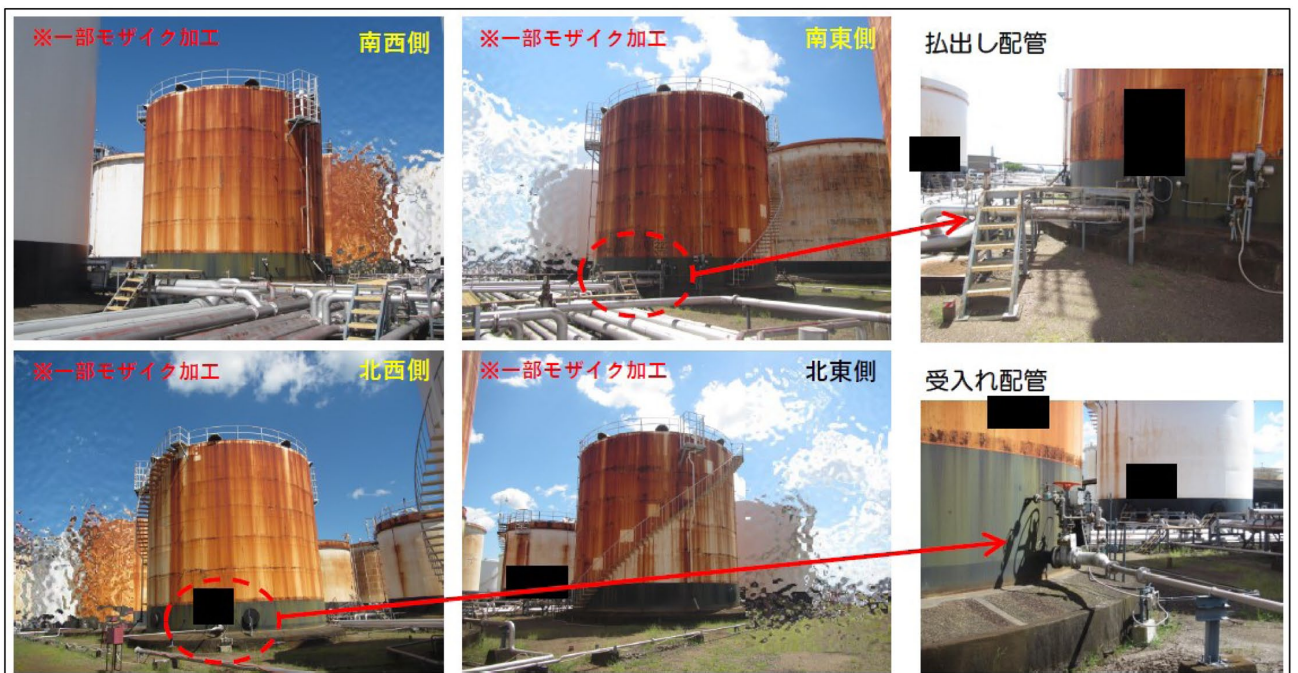 ※一部モザイク加工
南西側
※一部モザイク加工
南東側
払出し配管
※一部モザイク加工
北西側
※一部モザイク加工
北東側
受入れ配管